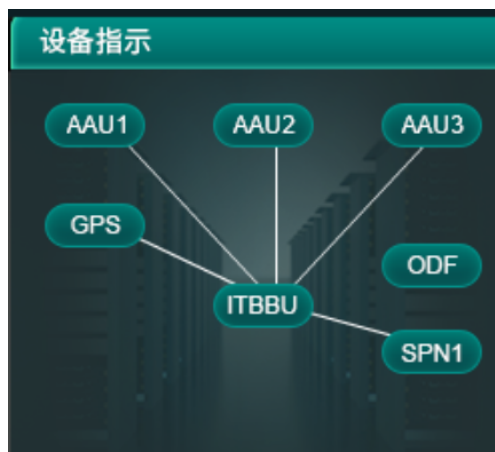 设备指示
AAU1 AAU2 AAU3
GPS
ODF
ITBBU
SPN1